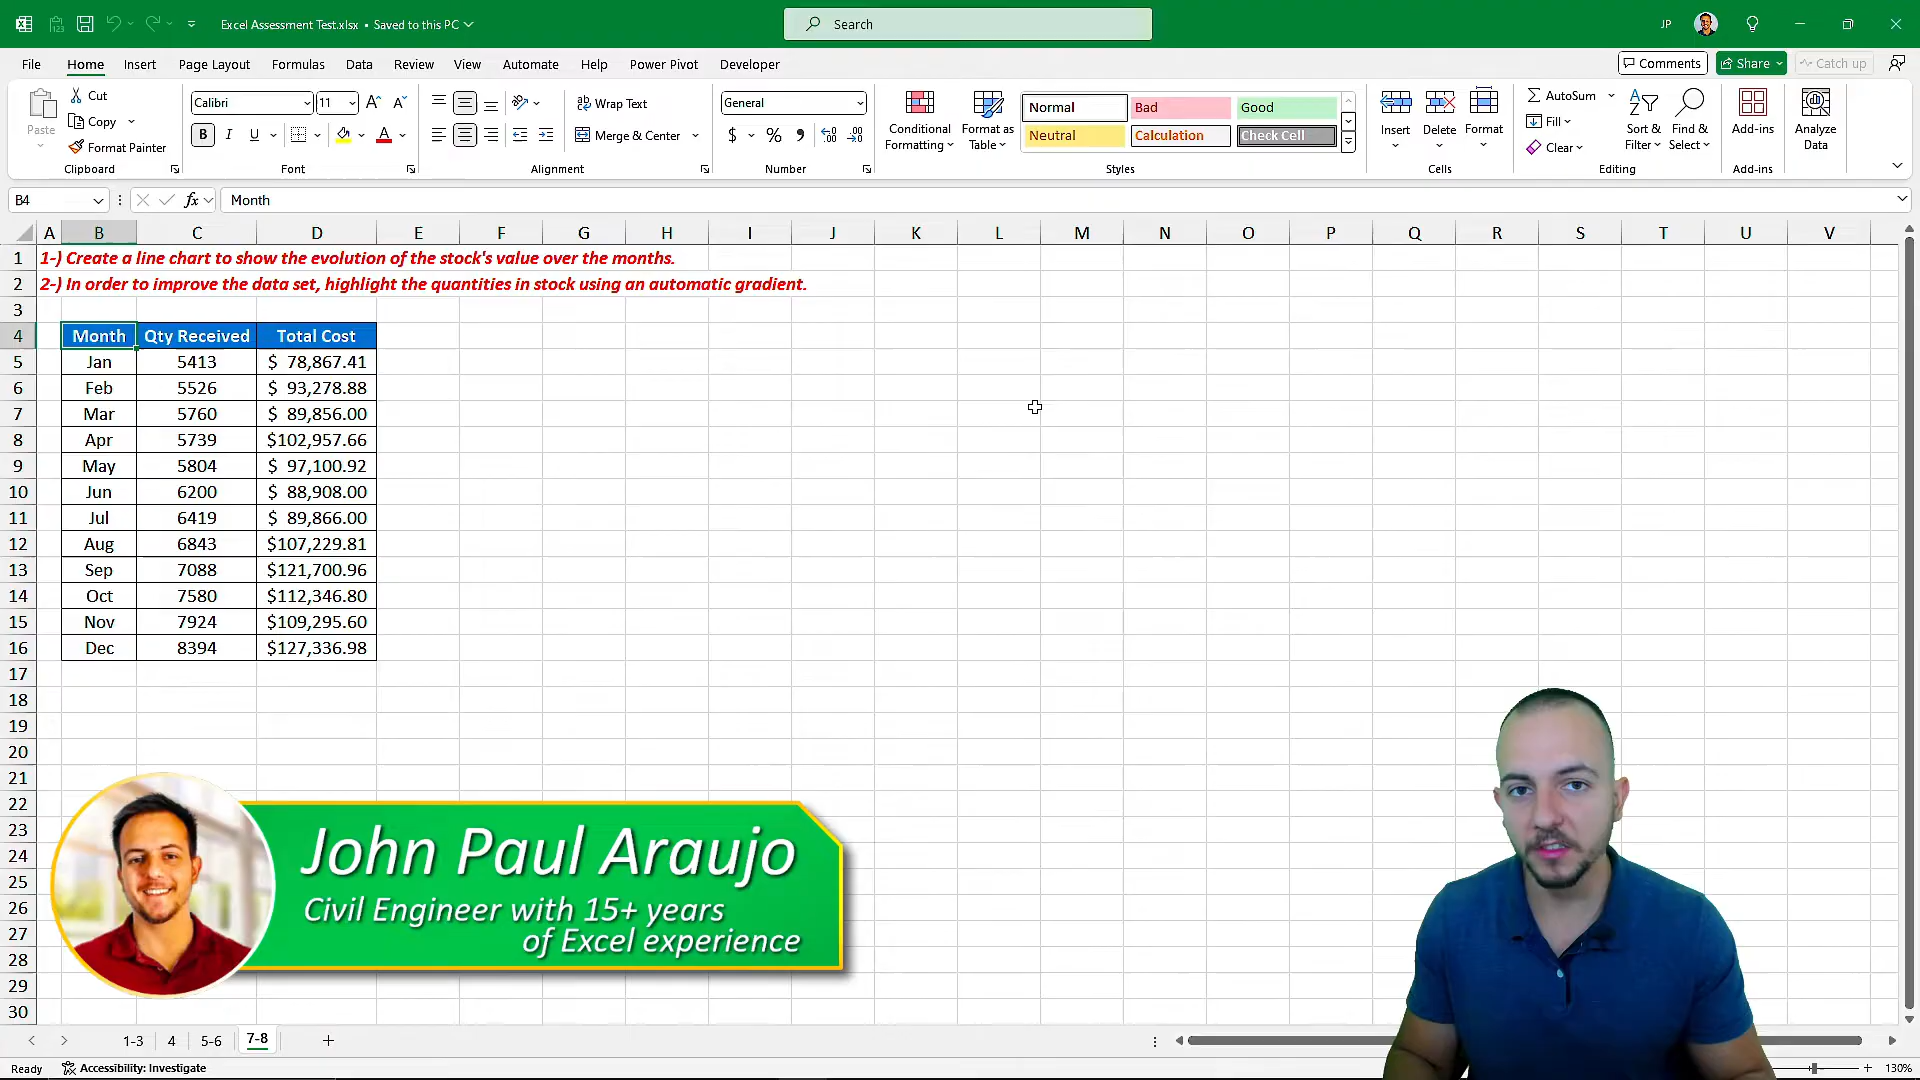 Excel Assessment Test.xlsx • Saved to this PC
Search
JP
File Home Insert Page Layout Formulas Data Review View Automate Help Power Pivot Developer
Comments Share Catch up
Paste
Cut
Copy
Format Painter
Clipboard
Calibri 11
B I U
Font
Wrap Text
Merge & Center
Alignment
General
$ % ,
Number
Conditional Formatting
Format as Table
Normal Bad Good
Neutral Calculation Check Cell
Styles
Insert Delete Format
Cells
AutoSum
Fill
Clear
Sort & Filter
Find & Select
Editing
Add-ins
Add-ins
Analyze Data
B4 fx Month
A B C D E F G H I J K L M N O P Q R S T U V
1 1-) Create a line chart to show the evolution of the stock's value over the months.
2 2-) In order to improve the data set, highlight the quantities in stock using an automatic gradient.
3
4 Month Qty Received Total Cost
5 Jan 5413 $ 78,867.41
6 Feb 5526 $ 93,278.88
7 Mar 5760 $ 89,856.00
8 Apr 5739 $102,957.66
9 May 5804 $ 97,100.92
10 Jun 6200 $ 88,908.00
11 Jul 6419 $ 89,866.00
12 Aug 6843 $107,229.81
13 Sep 7088 $121,700.96
14 Oct 7580 $112,346.80
15 Nov 7924 $109,295.60
16 Dec 8394 $127,336.98
17
18
19
20
21
22
23
24
25
26
27
28
29
30
John Paul Araujo
Civil Engineer with 15+ years
of Excel experience
1-3 4 5-6 7-8
Ready Accessibility: Investigate 130%